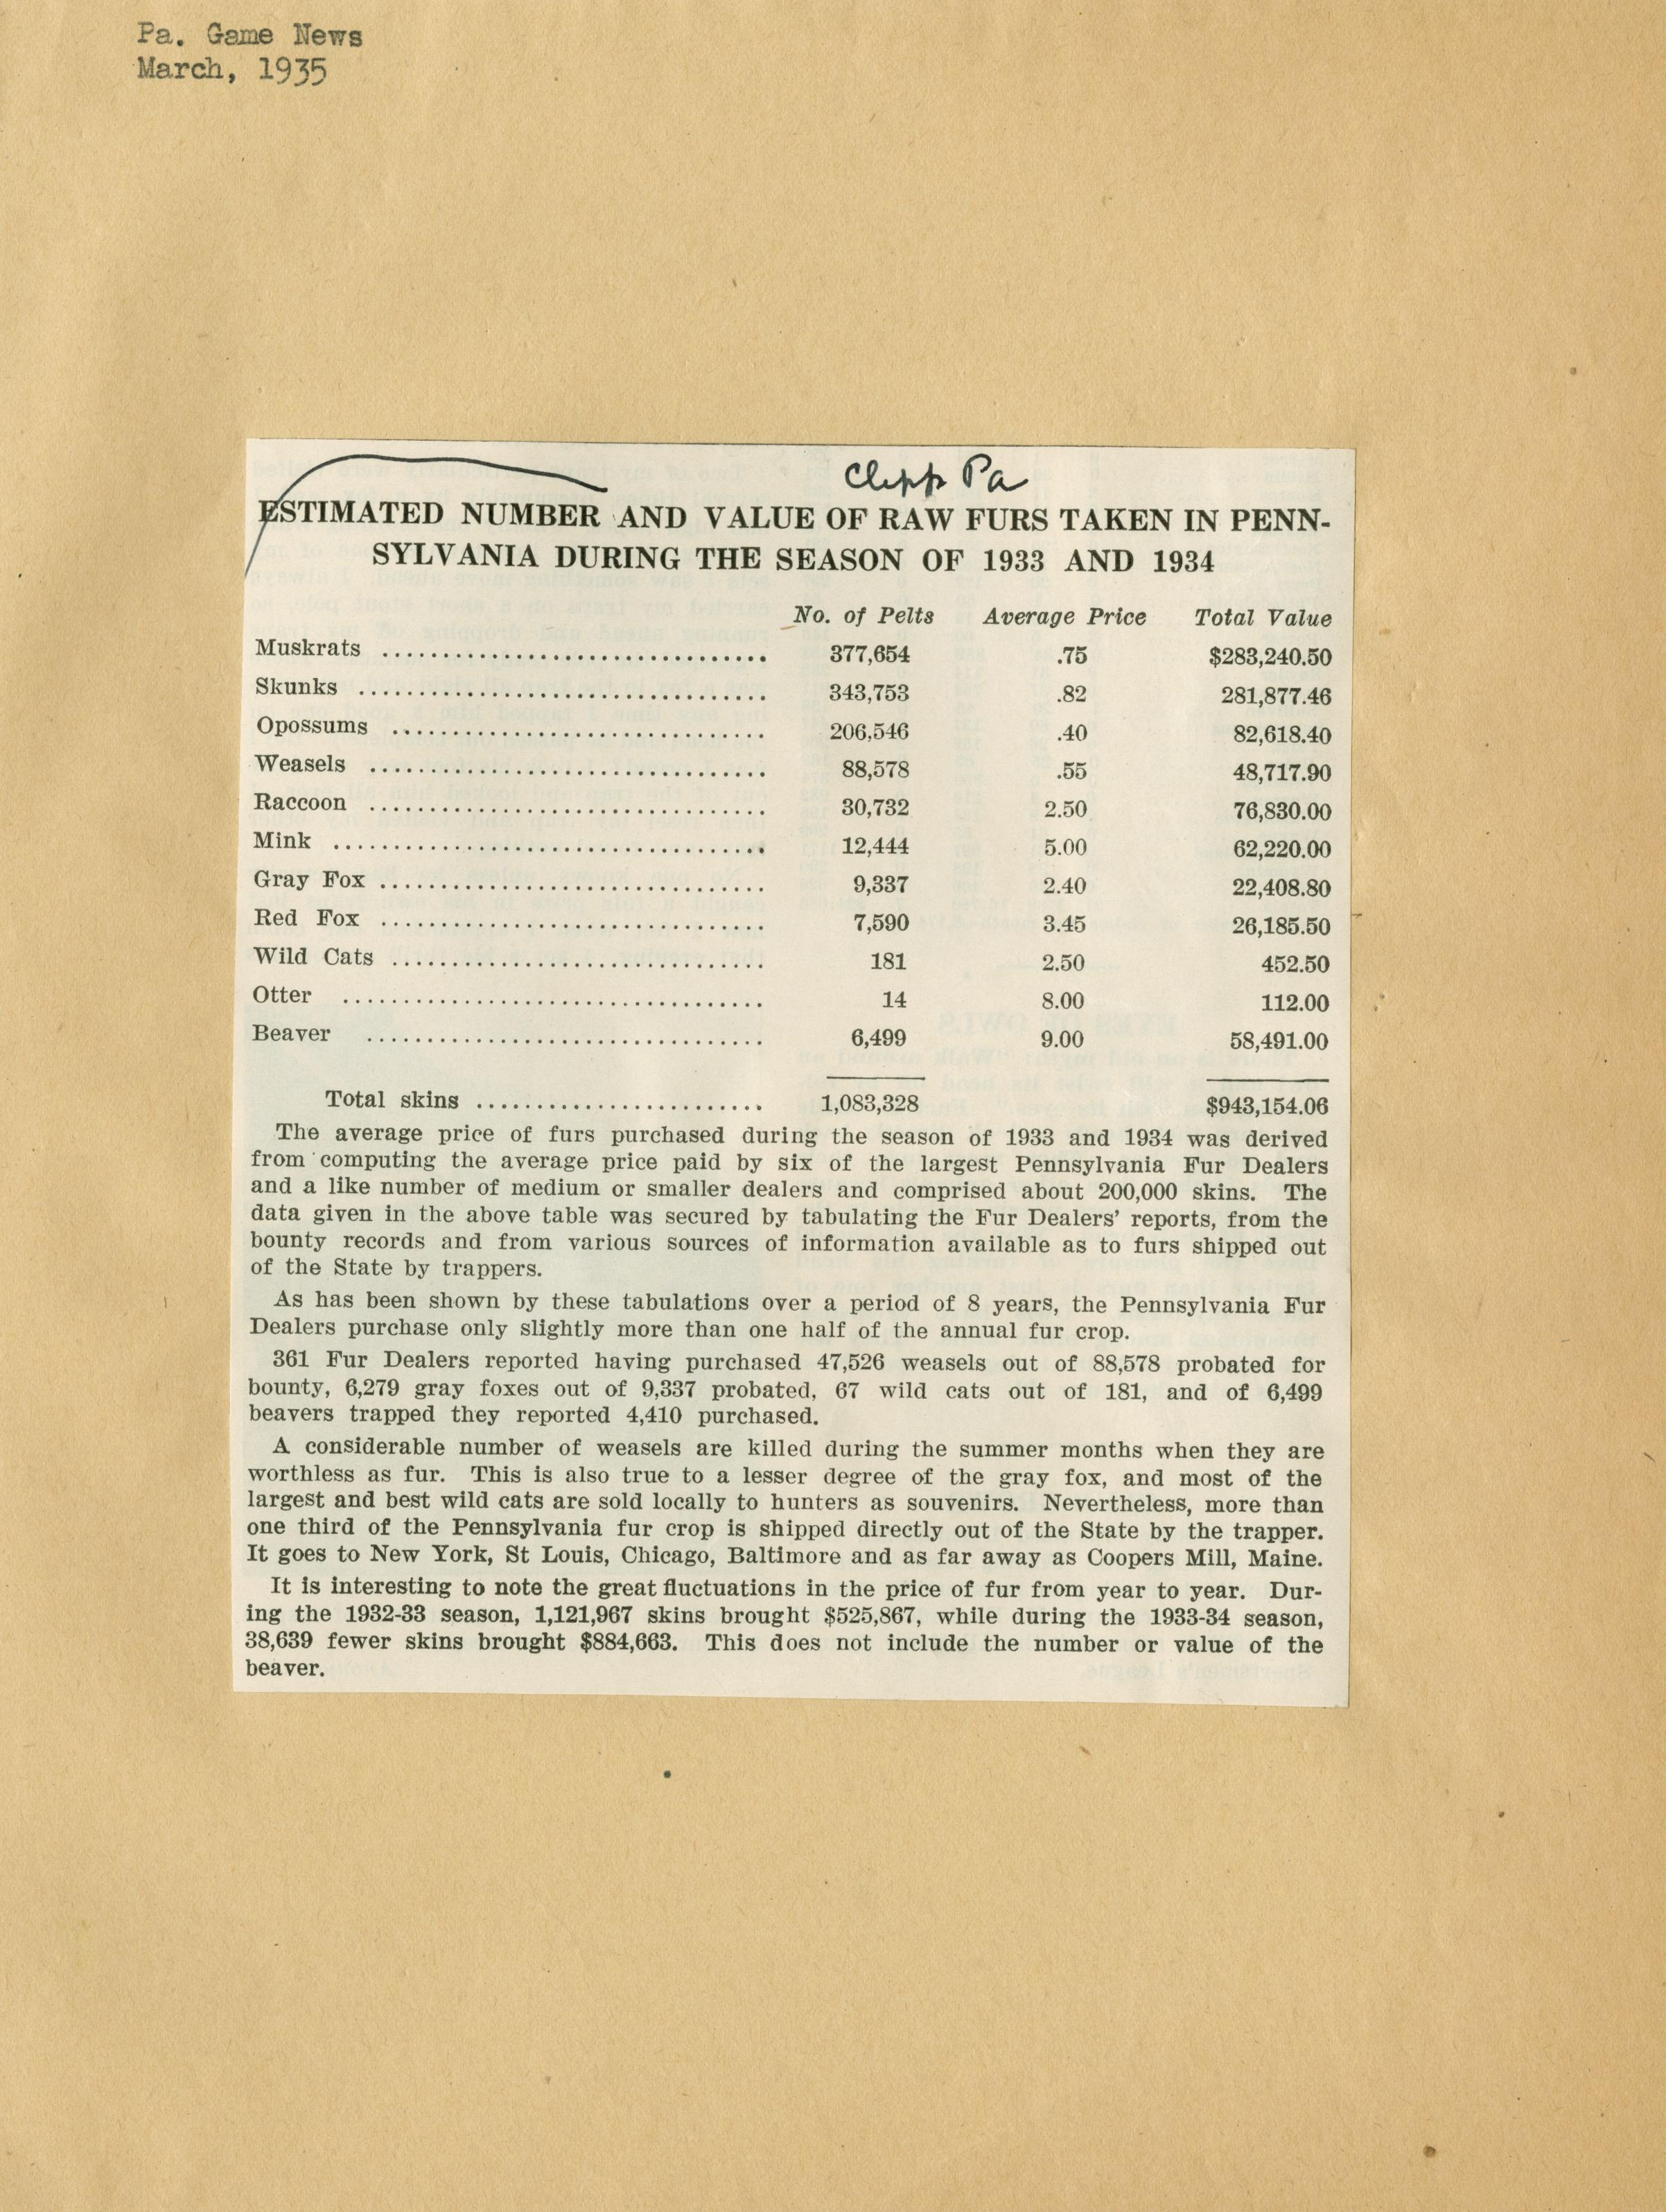 Pa. Game News
March, 1935
Clipp Pa
ESTIMATED NUMBER AND VALUE OF RAW FURS TAKEN IN PENN-
SYLVANIA DURING THE SEASON OF 1933 AND 1934
No. of Pelts Average Price Total Value
Muskrats ................................ 377,654 .75 $283,240.50
Skunks .................................. 343,753 .82 281,877.46
Opossums ............................... 206,546 .40 82,618.40
Weasels ................................. 88,578 .55 48,717.90
Raccoon ................................. 30,732 2.50 76,830.00
Mink .................................... 12,444 5.00 62,220.00
Gray Fox ................................ 9,337 2.40 22,408.80
Red Fox ................................ 7,590 3.45 26,185.50
Wild Cats ............................... 181 2.50 452.50
Otter ................................... 14 8.00 112.00
Beaver ................................. 6,499 9.00 58,491.00
Total skins ........................ 1,083,328 $943,154.06
The average price of furs purchased during the season of 1933 and 1934 was derived
from computing the average price paid by six of the largest Pennsylvania Fur Dealers
and a like number of medium or smaller dealers and comprised about 200,000 skins. The
data given in the above table was secured by tabulating the Fur Dealers' reports, from the
bounty records and from various sources of information available as to furs shipped out
of the State by trappers.
As has been shown by these tabulations over a period of 8 years, the Pennsylvania Fur
Dealers purchase only slightly more than one half of the annual fur crop.
361 Fur Dealers reported having purchased 47,526 weasels out of 88,578 probated for
bounty, 6,279 gray foxes out of 9,337 probated, 67 wild cats out of 181, and of 6,499
beavers trapped they reported 4,410 purchased.
A considerable number of weasels are killed during the summer months when they are
worthless as fur. This is also true to a lesser degree of the gray fox, and most of the
largest and best wild cats are sold locally to hunters as souvenirs. Nevertheless, more than
one third of the Pennsylvania fur crop is shipped directly out of the State by the trapper.
It goes to New York, St Louis, Chicago, Baltimore and as far away as Coopers Mill, Maine.
It is interesting to note the great fluctuations in the price of fur from year to year. Dur-
ing the 1932-33 season, 1,121,967 skins brought $525,867, while during the 1933-34 season,
38,639 fewer skins brought $884,663. This does not include the number or value of the
beaver.